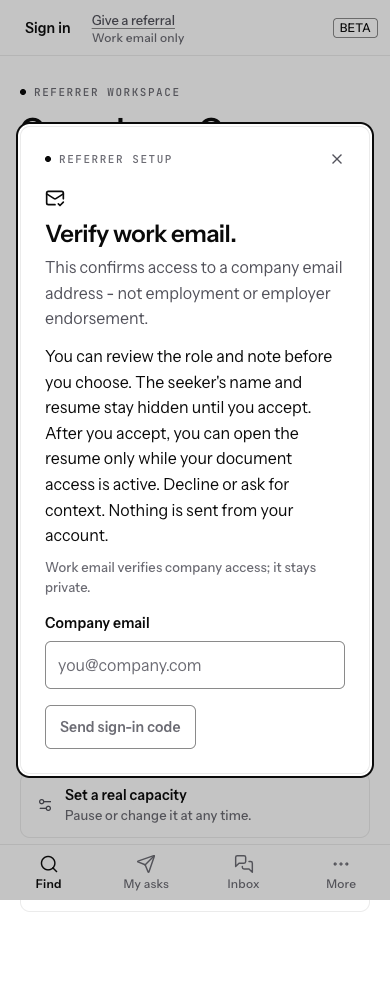 Sign in
Give a referral
Work email only
BETA
REFERRER WORKSPACE
REFERRER SETUP
Verify work email.
This confirms access to a company email
address - not employment or employer
endorsement.
You can review the role and note before
you choose. The seeker's name and
resume stay hidden until you accept.
After you accept, you can open the
resume only while your document
access is active. Decline or ask for
context. Nothing is sent from your
account.
Work email verifies company access; it stays
private.
Company email
you@company.com
Send sign-in code
Set a real capacity
Pause or change it at any time.
Find
My asks
Inbox
More